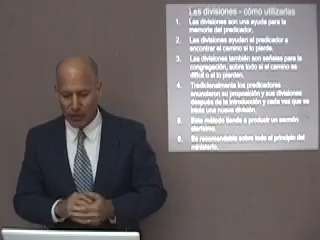 Las divisiones - cómo utilizarlas
1. Las divisiones son una ayuda para la
memoria del predicador.
2. Las divisiones ayudan al predicador a
encontrar el camino si lo pierde.
3. Las divisiones también son señales para la
congregación, sobre todo si el camino es
difícil o si lo pierden.
4. Tradicionalmente los predicadores
anunciaron su proposición y sus divisiones
después de la introducción y cada vez que se
inicia una nueva división.
5. Este método tiende a producir un sermón
clarísimo.
6. Es recomendable sobre todo al principio del
ministerio.